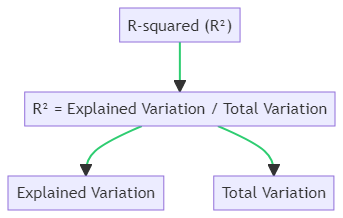 R-squared (R²)
R² = Explained Variation / Total Variation
Explained Variation
Total Variation